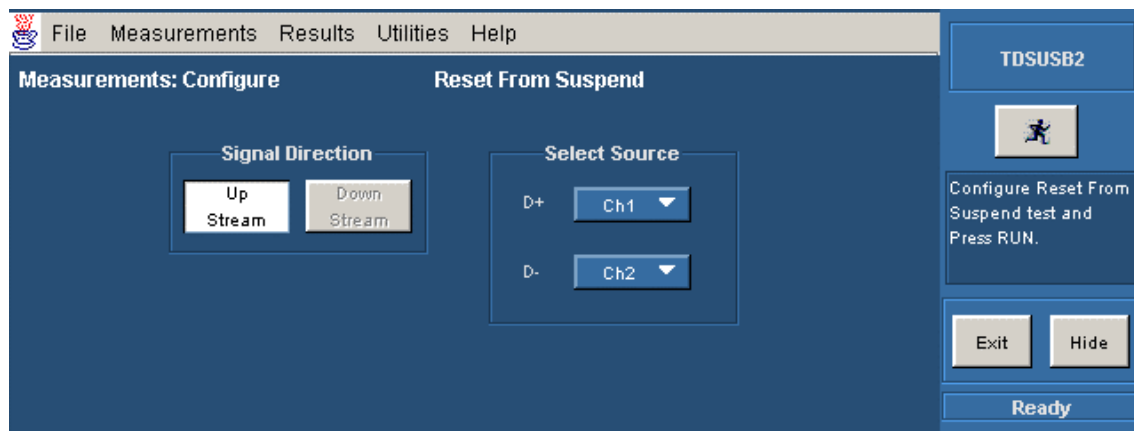 File Measurements Results Utilities Help
Measurements: Configure Reset From Suspend
Signal Direction
Up
Stream
Down
Stream
Select Source
D+ Ch1
D- Ch2
TDSUSB2
Configure Reset From
Suspend test and
Press RUN.
Exit Hide
Ready